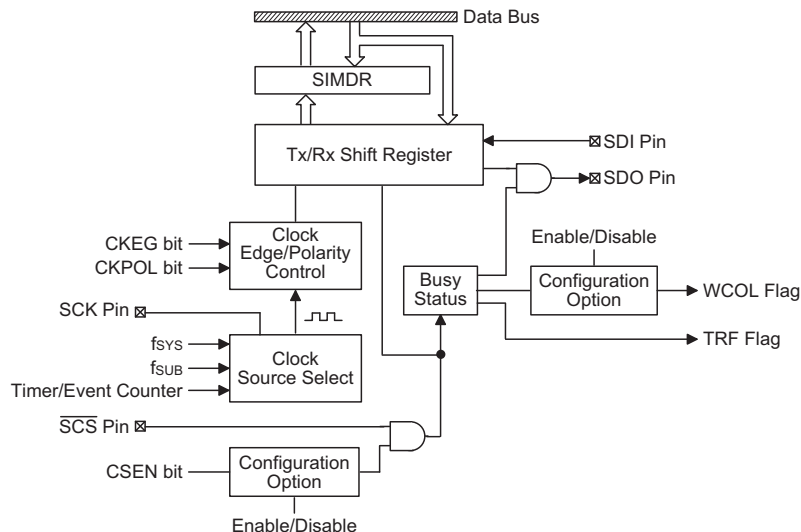 Data Bus
SIMDR
Tx/Rx Shift Register
SDI Pin
SDO Pin
CKEG bit
CKPOL bit
Clock
Edge/Polarity
Control
Enable/Disable
Busy
Status
Configuration
Option
WCOL Flag
TRF Flag
SCK Pin
fSYS
fSUB
Timer/Event Counter
Clock
Source Select
SCS Pin
CSEN bit
Configuration
Option
Enable/Disable